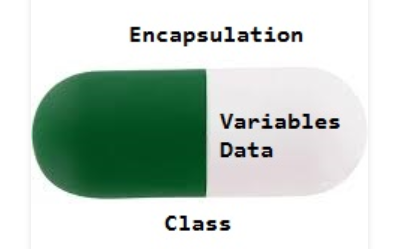 Encapsulation
Variables
Data
Class